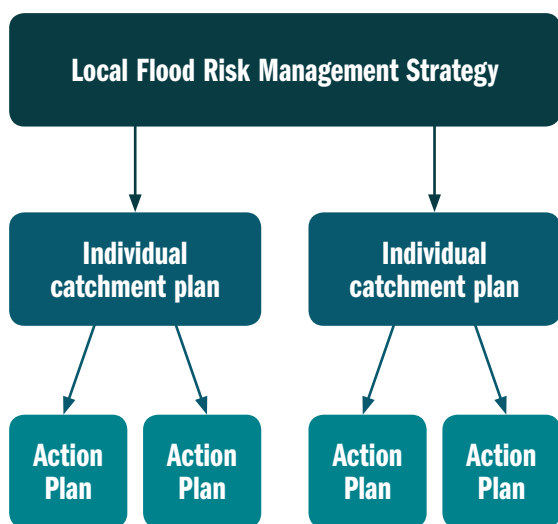 Local Flood Risk Management Strategy
Individual
catchment plan
Individual
catchment plan
Action
Plan
Action
Plan
Action
Plan
Action
Plan